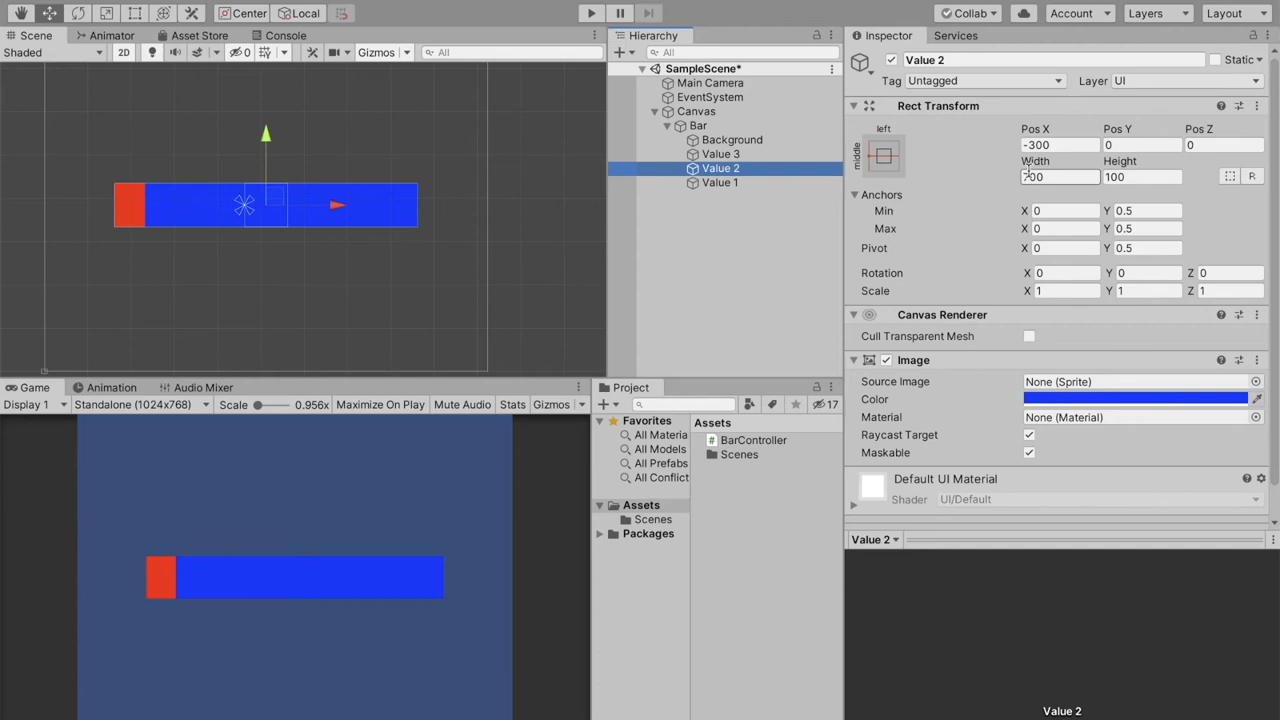 Center Local Collab Account Layers Layout
Scene Animator Asset Store Console
Shaded 2D 0 Gizmos All
Hierarchy
All
SampleScene*
Main Camera
EventSystem
Canvas
Bar
Background
Value 3
Value 2
Value 1
Inspector Services
Value 2 Static
Tag Untagged Layer UI
Rect Transform
left
middle
Pos X Pos Y Pos Z
-300 0 0
Width Height
700 100 R
Anchors
Min X 0 Y 0.5
Max X 0 Y 0.5
Pivot X 0 Y 0.5
Rotation X 0 Y 0 Z 0
Scale X 1 Y 1 Z 1
Canvas Renderer
Cull Transparent Mesh
Image
Source Image None (Sprite)
Color
Material None (Material)
Raycast Target
Maskable
Default UI Material
Shader UI/Default
Value 2
Value 2
Game Animation Audio Mixer
Display 1 Standalone (1024x768) Scale 0.956x Maximize On Play Mute Audio Stats Gizmos
Project
17
Favorites
All Materia
All Models
All Prefabs
All Conflict
Assets
Scenes
Packages
Assets
BarController
Scenes